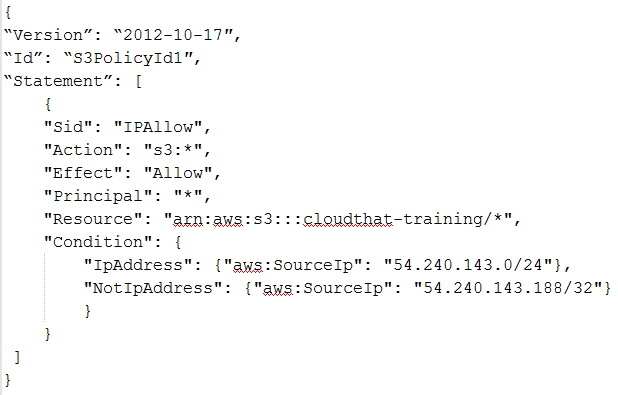 {
“Version”: “2012-10-17”,
“Id”: “S3PolicyId1”,
“Statement”: [
{
"Sid": "IPAllow",
"Action": "s3:*",
"Effect": "Allow",
"Principal": "*",
"Resource": "arn:aws:s3:::cloudthat-training/*",
"Condition": {
"IpAddress": {"aws:SourceIp": "54.240.143.0/24"},
"NotIpAddress": {"aws:SourceIp": "54.240.143.188/32"}
}
}
]
}